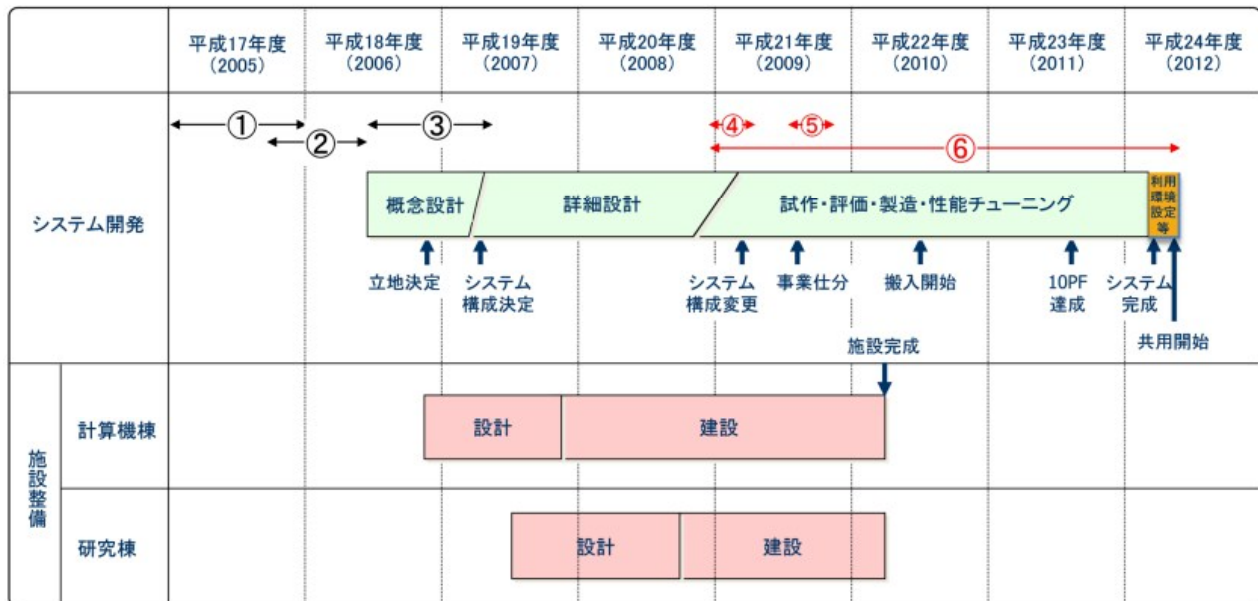 平成17年度 平成18年度 平成19年度 平成20年度 平成21年度 平成22年度 平成23年度 平成24年度
(2005) (2006) (2007) (2008) (2009) (2010) (2011) (2012)
① ② ③ ④ ⑤ ⑥
システム開発
概念設計 詳細設計 試作・評価・製造・性能チューニング
利用
環境
設定
等
立地決定
システム
構成決定
システム
構成変更
事業仕分
搬入開始
10PF
達成
システム
完成
共用開始
施設完成
施設整備
計算機棟
設計 建設
研究棟
設計 建設